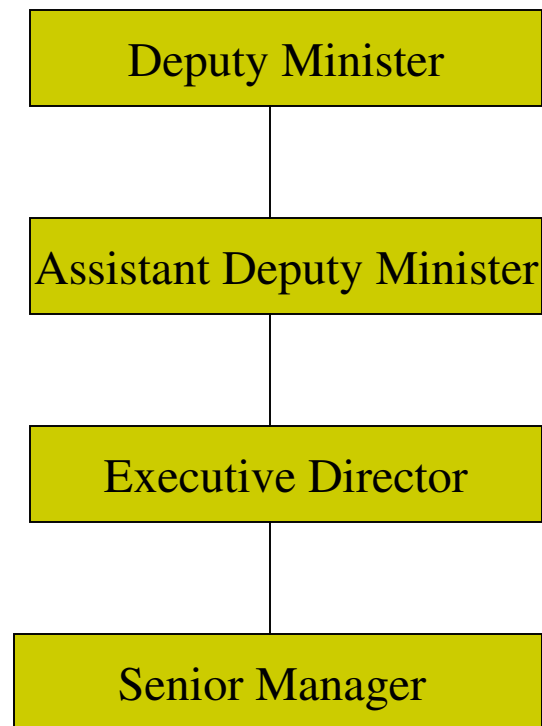 Deputy Minister
Assistant Deputy Minister
Executive Director
Senior Manager